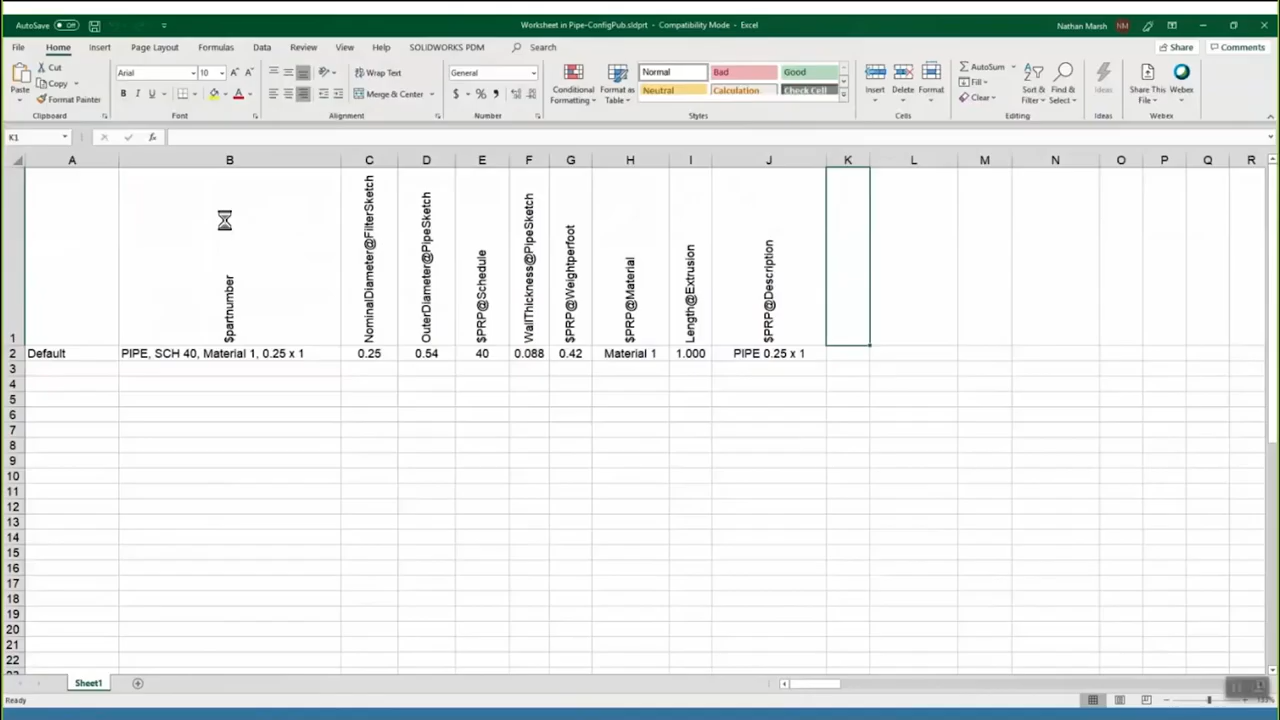 AutoSave Off
Worksheet in Pipe-ConfigPub.sldprt - Compatibility Mode - Excel
Nathan Marsh NM
File Home Insert Page Layout Formulas Data Review View Help SOLIDWORKS PDM Search Share Comments
Paste
Cut
Copy
Format Painter
Clipboard
Arial 10
B I U A
Font
Wrap Text
Merge & Center
Alignment
General
$ % ,
Number
Conditional Formatting
Format as Table
Normal Bad Good
Neutral Calculation Check Cell
Styles
Insert Delete Format
Cells
AutoSum
Fill
Clear
Sort & Filter
Find & Select
Editing
Ideas
Ideas
Share This File
Webex
Webex
K1 fx
A B C D E F G H I J K L M N O P Q R
1 $partnumber NominalDiameter@FilterSketch OuterDiameter@PipeSketch $PRP@Schedule WallThickness@PipeSketch $PRP@Weightperfoot $PRP@Material Length@Extrusion $PRP@Description
2 Default PIPE, SCH 40, Material 1, 0.25 x 1 0.25 0.54 40 0.088 0.42 Material 1 1.000 PIPE 0.25 x 1
3
4
5
6
7
8
9
10
11
12
13
14
15
16
17
18
19
20
21
22
Sheet1
Ready